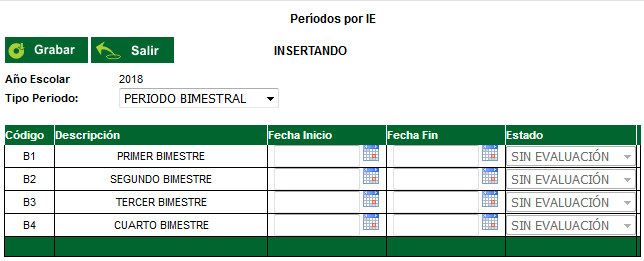 Períodos por IE
Grabar Salir INSERTANDO
Año Escolar 2018
Tipo Periodo: PERIODO BIMESTRAL
Código Descripción Fecha Inicio Fecha Fin Estado
B1 PRIMER BIMESTRE SIN EVALUACIÓN
B2 SEGUNDO BIMESTRE SIN EVALUACIÓN
B3 TERCER BIMESTRE SIN EVALUACIÓN
B4 CUARTO BIMESTRE SIN EVALUACIÓN